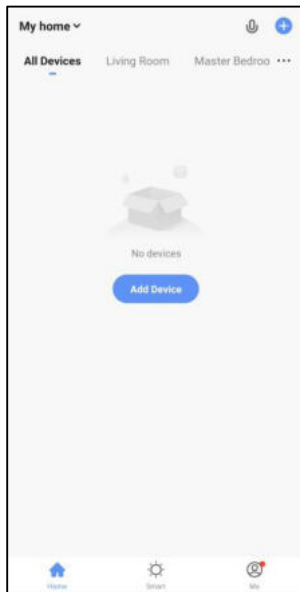 My home
All Devices Living Room Master Bedroo ···
No devices
Add Device
Home Smart Me